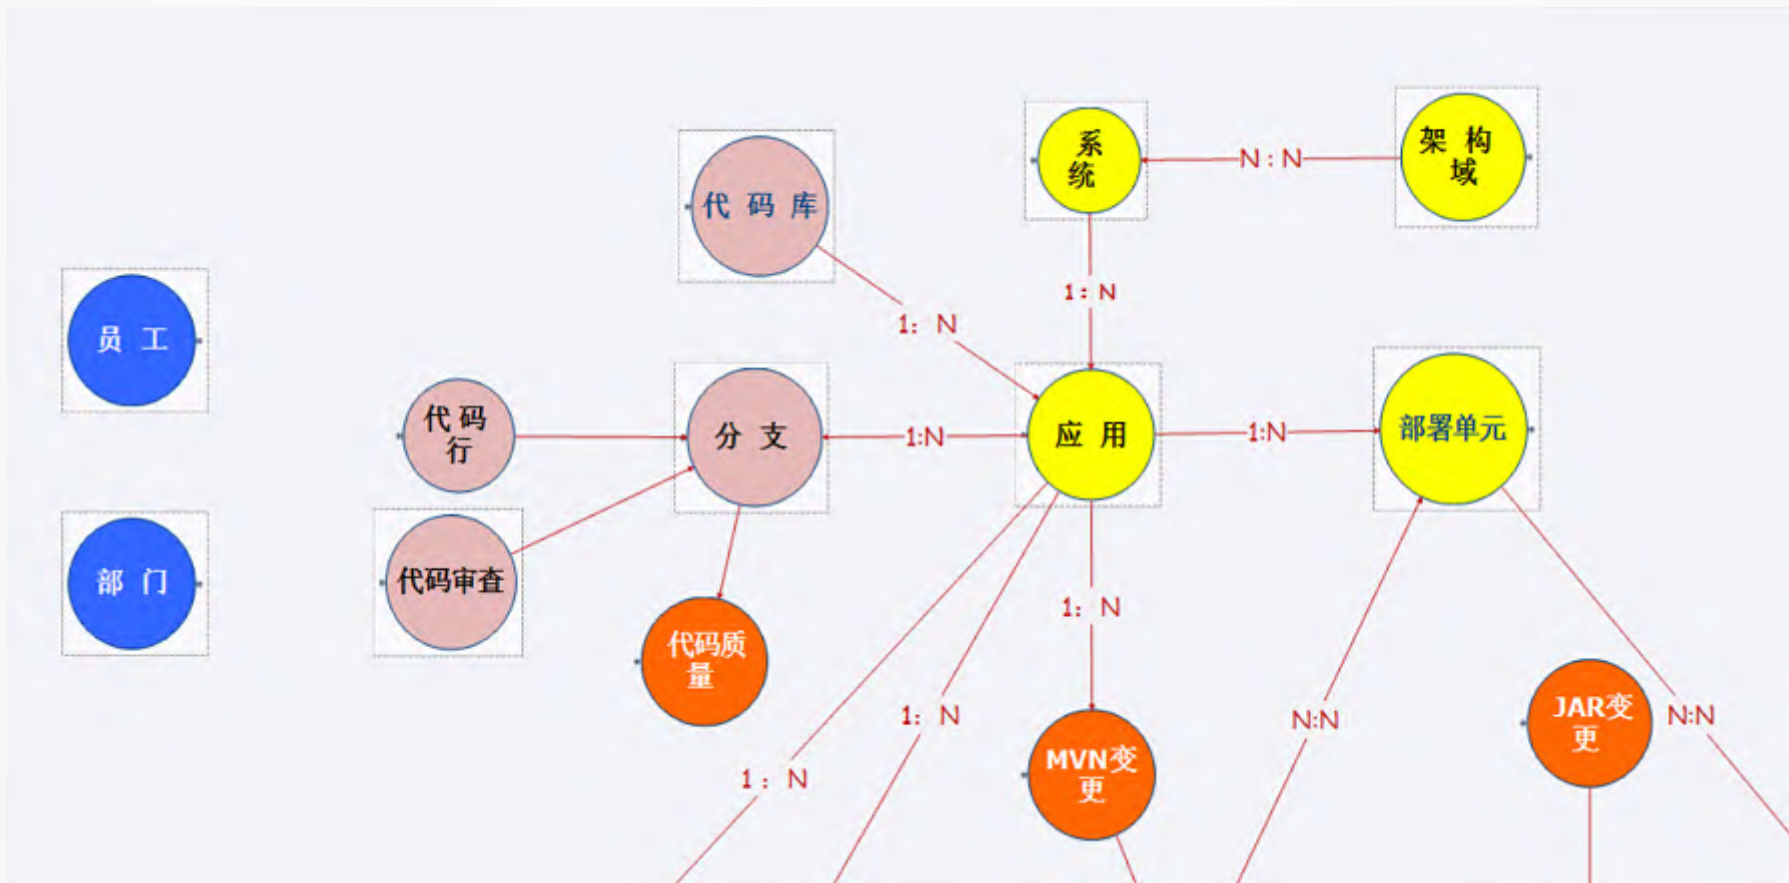 系
统
N : N
架 构
域
代 码 库
1: N
1: N
员 工
代 码
行
分 支
1:N
应 用
1:N
部署单元
部 门
代码审查
代码质
量
1: N
1: N
1 : N
MVN变
更
N:N
JAR变
更
N:N